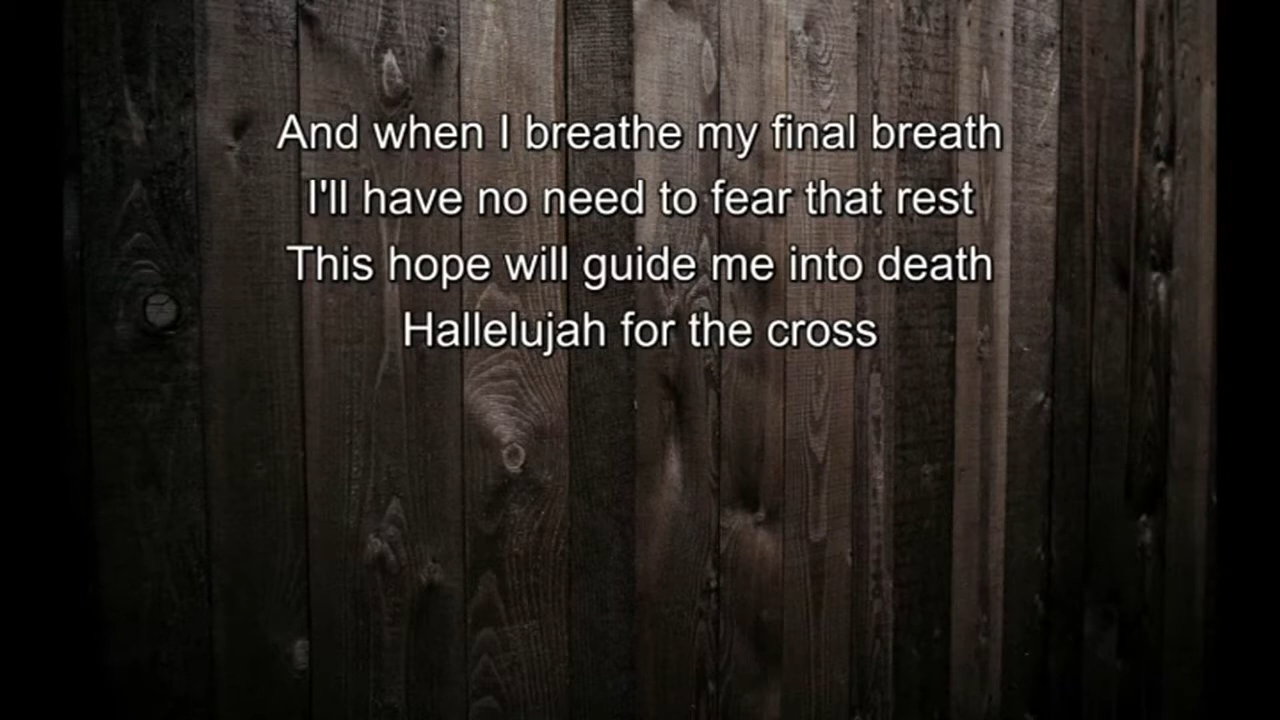 And when I breathe my final breath
I'll have no need to fear that rest
This hope will guide me into death
Hallelujah for the cross